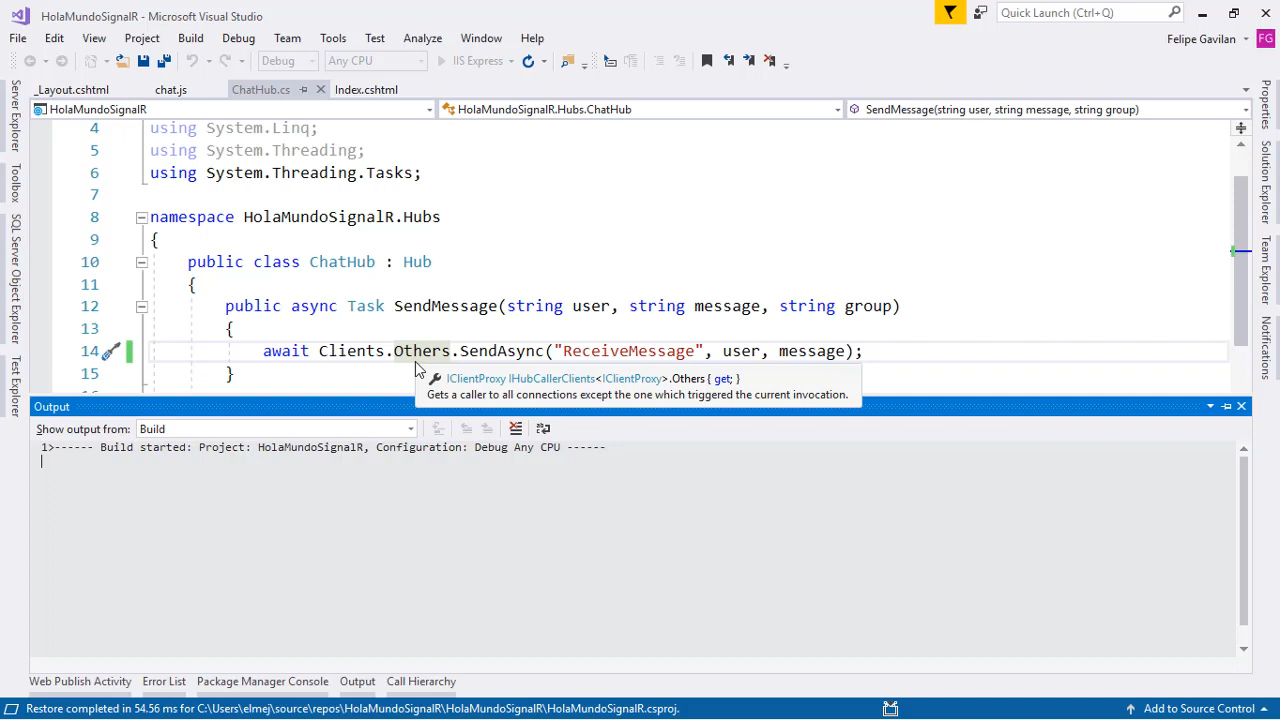 HolaMundoSignalR - Microsoft Visual Studio
Quick Launch (Ctrl+Q)
File Edit View Project Build Debug Team Tools Test Analyze Window Help
Felipe Gavilan FG
Debug Any CPU IIS Express
_Layout.cshtml chat.js ChatHub.cs Index.cshtml
HolaMundoSignalR HolaMundoSignalR.Hubs.ChatHub SendMessage(string user, string message, string group)
4 using System.Linq;
5 using System.Threading;
6 using System.Threading.Tasks;
7
8 namespace HolaMundoSignalR.Hubs
9 {
10 public class ChatHub : Hub
11 {
12 public async Task SendMessage(string user, string message, string group)
13 {
14 await Clients.Others.SendAsync("ReceiveMessage", user, message);
15 }
IClientProxy IHubCallerClients<IClientProxy>.Others { get; }
Gets a caller to all connections except the one which triggered the current invocation.
Server Explorer
Toolbox
SQL Server Object Explorer
Test Explorer
Properties
Solution Explorer
Team Explorer
Notifications
Output
Show output from: Build
1>------ Build started: Project: HolaMundoSignalR, Configuration: Debug Any CPU ------
Web Publish Activity Error List Package Manager Console Output Call Hierarchy
Restore completed in 54.56 ms for C:\Users\elmej\source\repos\HolaMundoSignalR\HolaMundoSignalR\HolaMundoSignalR.csproj.
Add to Source Control